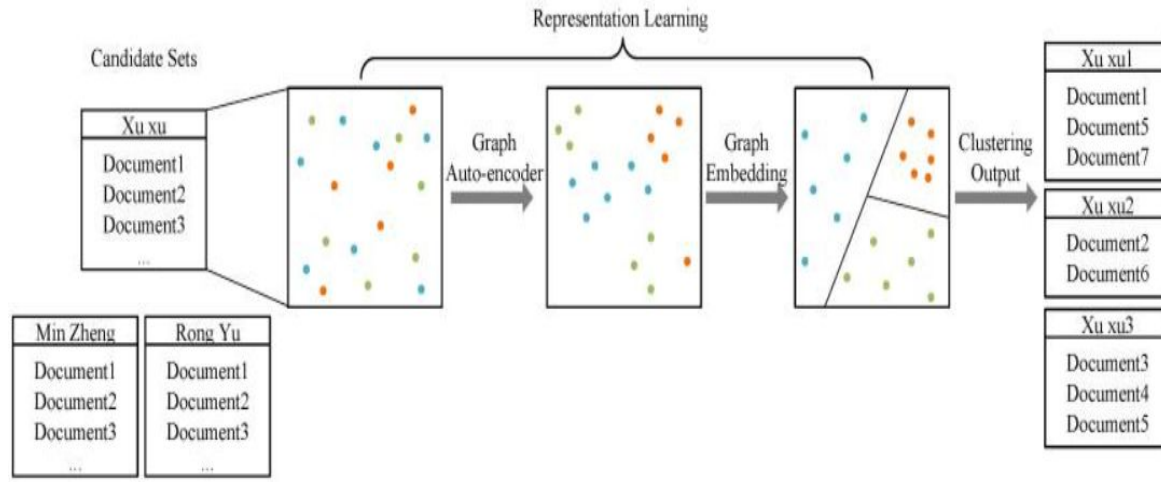 Representation Learning
Candidate Sets
Xu xu
Document1
Document2
Document3
...
Min Zheng
Document1
Document2
Document3
...
Rong Yu
Document1
Document2
Document3
...
Graph
Auto-encoder
Graph
Embedding
Clustering
Output
Xu xu1
Document1
Document5
Document7
Xu xu2
Document2
Document6
Xu xu3
Document3
Document4
Document5